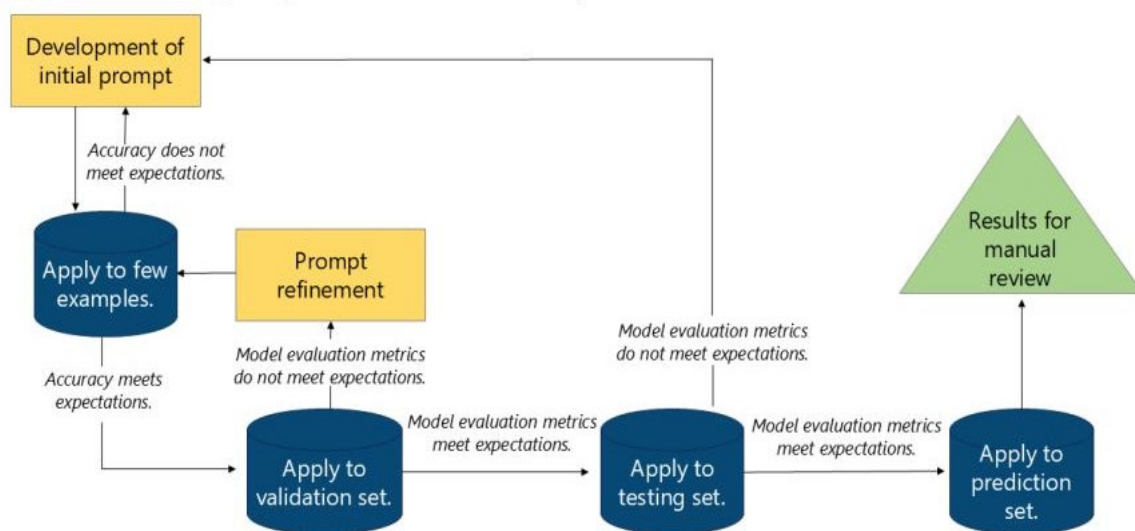 Development of
initial prompt
Accuracy does not
meet expectations.
Apply to few
examples.
Prompt
refinement
Results for
manual
review
Accuracy meets
expectations.
Model evaluation metrics
do not meet expectations.
Model evaluation metrics
do not meet expectations.
Apply to
validation set.
Model evaluation metrics
meet expectations.
Apply to
testing set.
Model evaluation metrics
meet expectations.
Apply to
prediction
set.